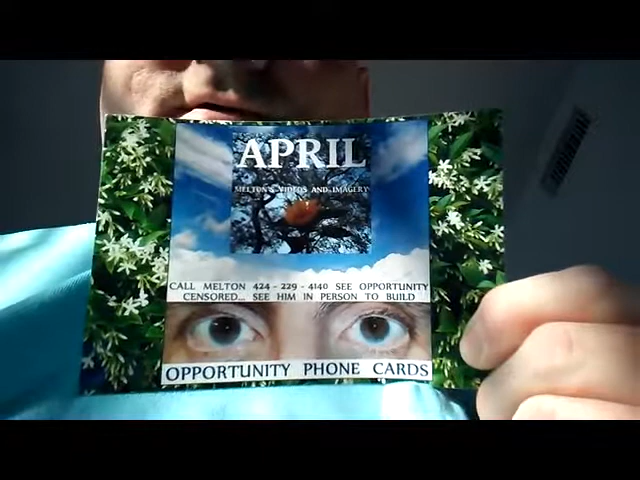 APRIL
MELTON'S VIDEOS AND IMAGERY
CALL MELTON 424 - 229 - 4140 SEE OPPORTUNITY
CENSORED... SEE HIM IN PERSON TO BUILD
OPPORTUNITY PHONE CARDS